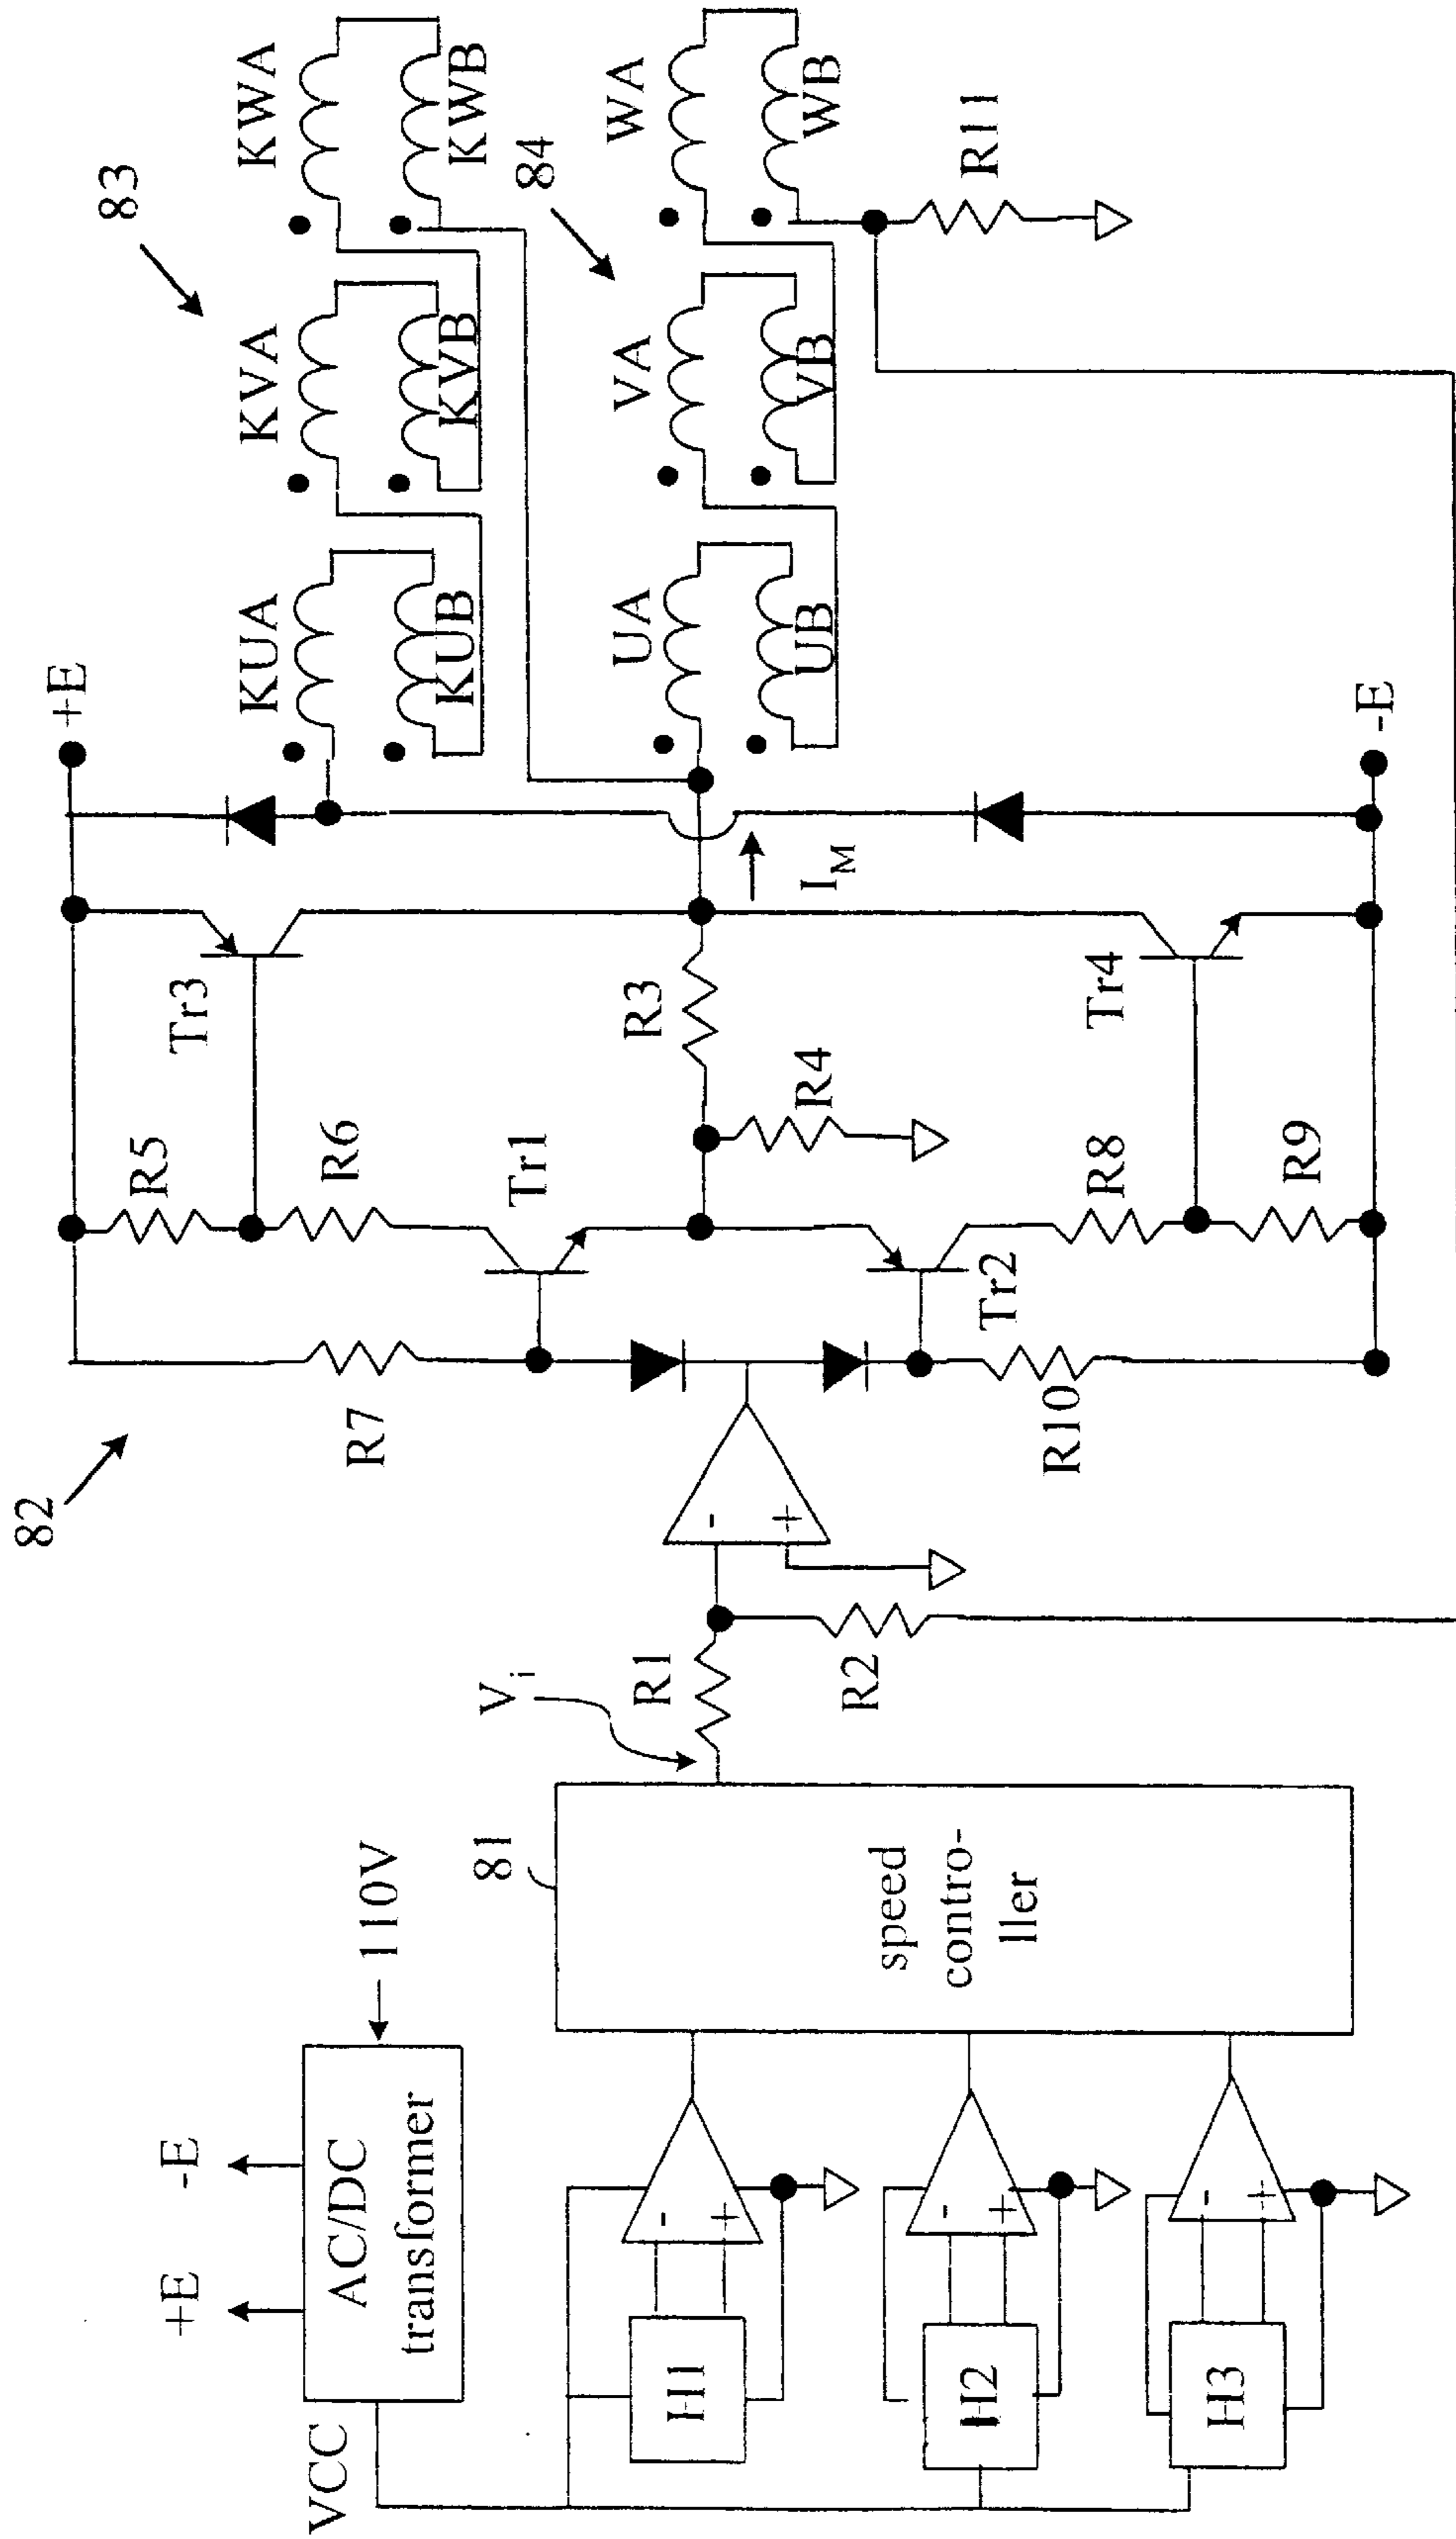 82
83
84
+E
-E
KUA
KUB
KVA
KVB
KWA
KWB
UA
UB
VA
VB
WA
WB
R11
I_M
Tr3
Tr4
R3
R4
R5
R6
Tr1
R8
R9
Tr2
R7
R10
-
+
V_i
R1
R2
81
speed
contro-
ller
110V
AC/DC
transformer
+E
-E
VCC
H1
-
+
H2
-
+
H3
-
+